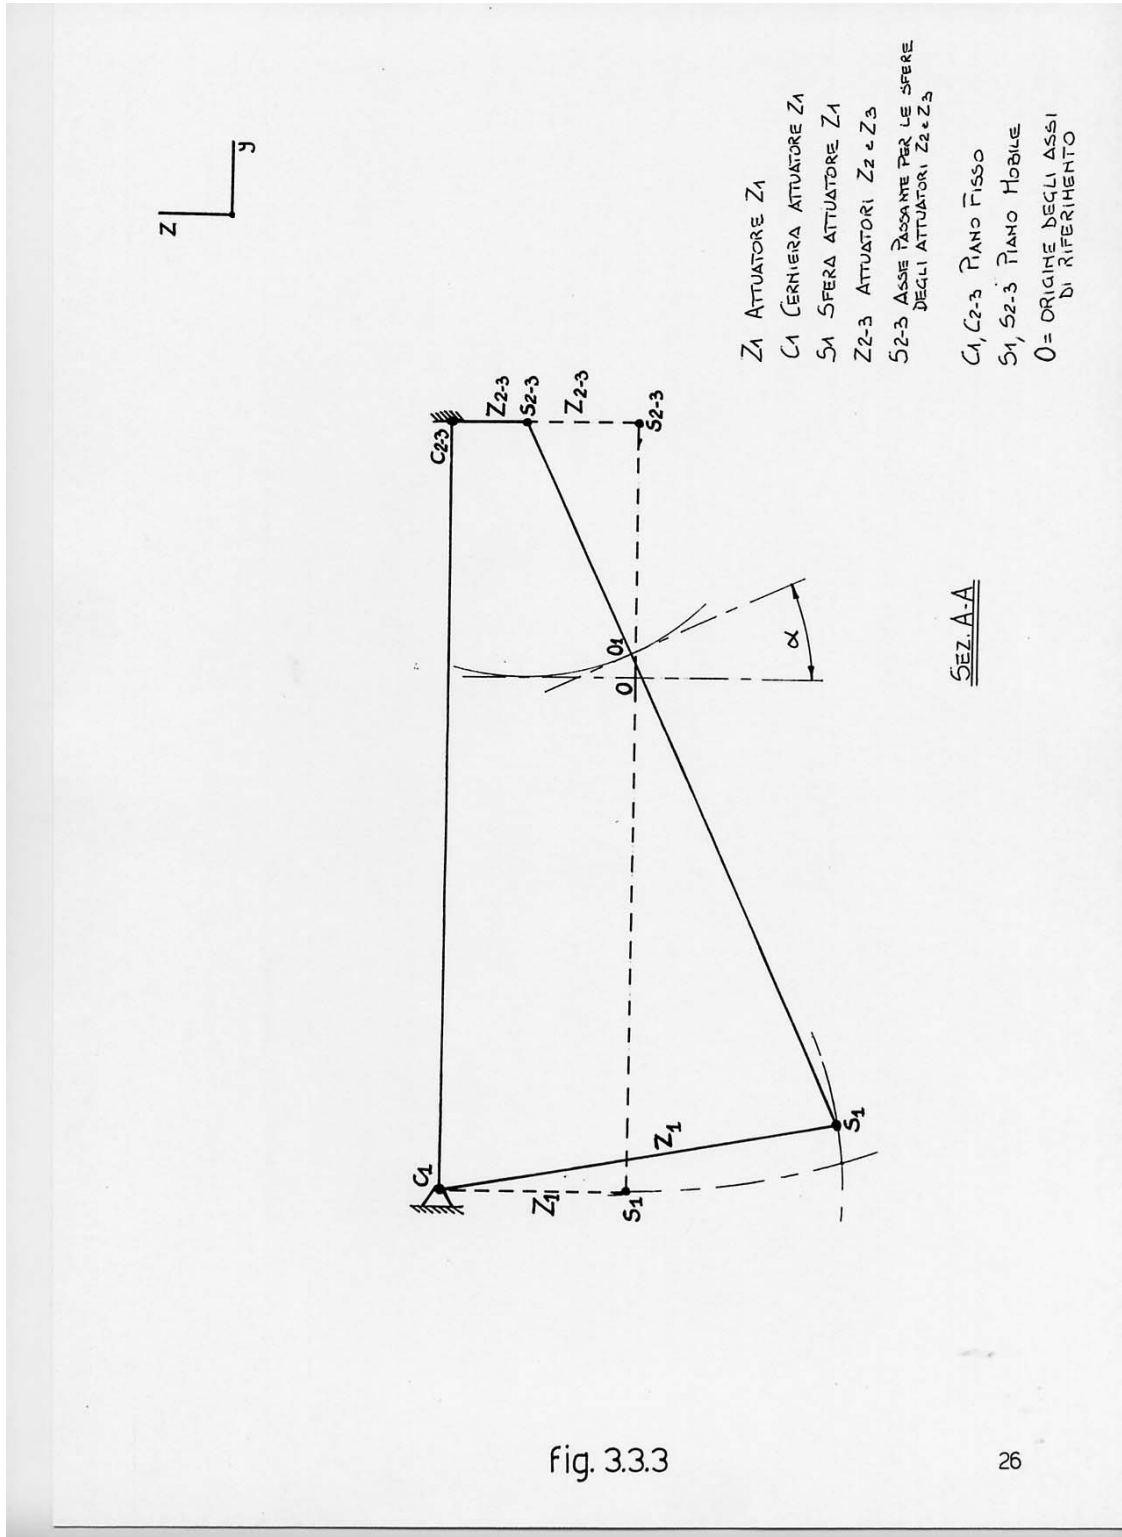 Z
y
C2-3
Z2-3
S2-3
Z2-3
S2-3
O1
O
α
C1
Z1
Z1
S1
S1
Z1 ATTUATORE Z1
C1 CERNIERA ATTUATORE Z1
S1 SFERA ATTUATORE Z1
Z2-3 ATTUATORI Z2 e Z3
S2-3 ASSE PASSANTE PER LE SFERE
DEGLI ATTUATORI Z2 e Z3
C1, C2-3 PIANO FISSO
S1, S2-3 PIANO MOBILE
O= ORIGINE DEGLI ASSI
DI RIFERIMENTO
SEZ. A-A
fig. 3.3.3
26